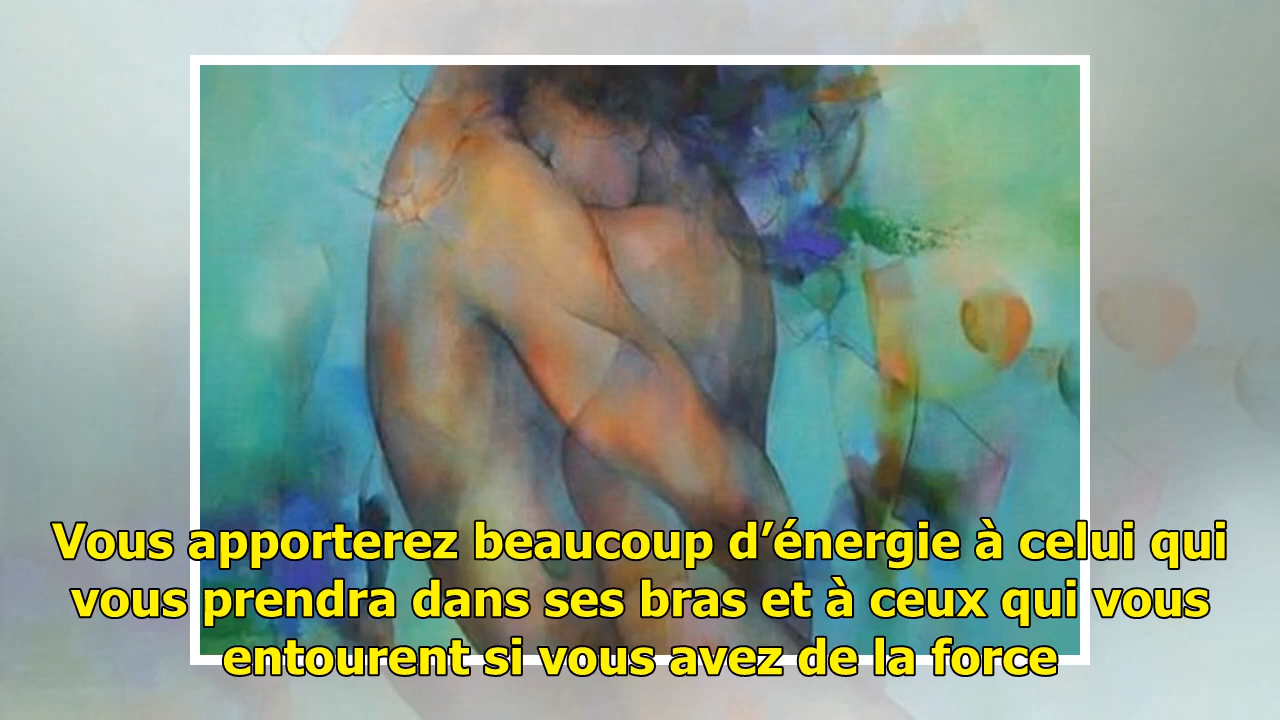 Vous apporterez beaucoup d’énergie à celui qui
vous prendra dans ses bras et à ceux qui vous
entourent si vous avez de la force